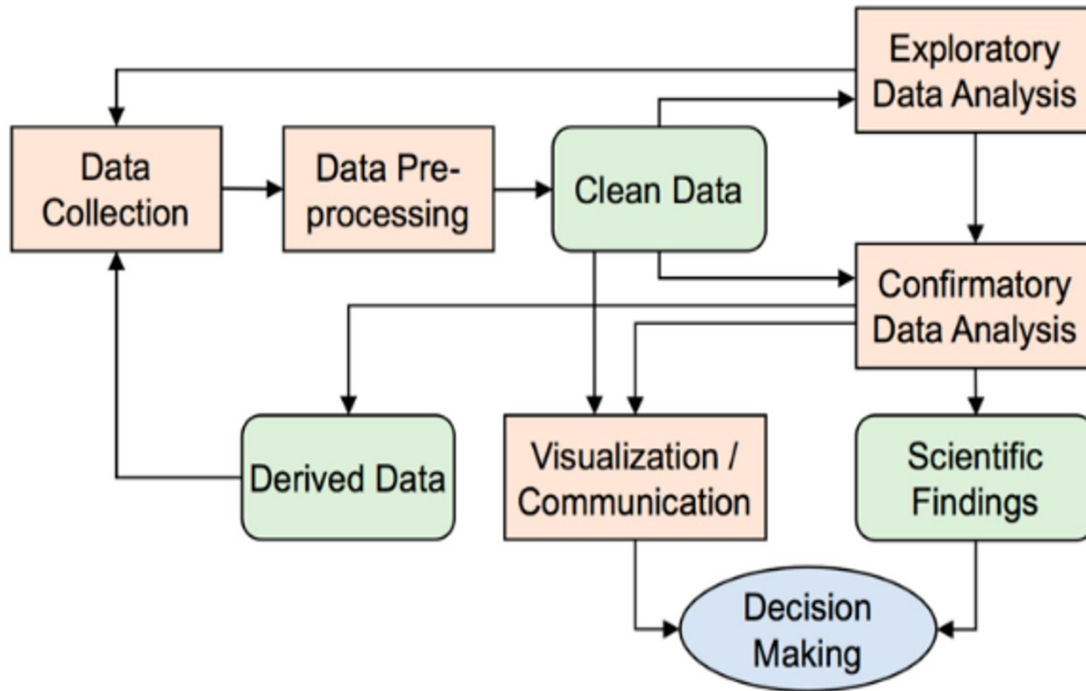 Exploratory
Data Analysis
Data
Collection
Data Pre-
processing
Clean Data
Confirmatory
Data Analysis
Derived Data
Visualization /
Communication
Scientific
Findings
Decision
Making